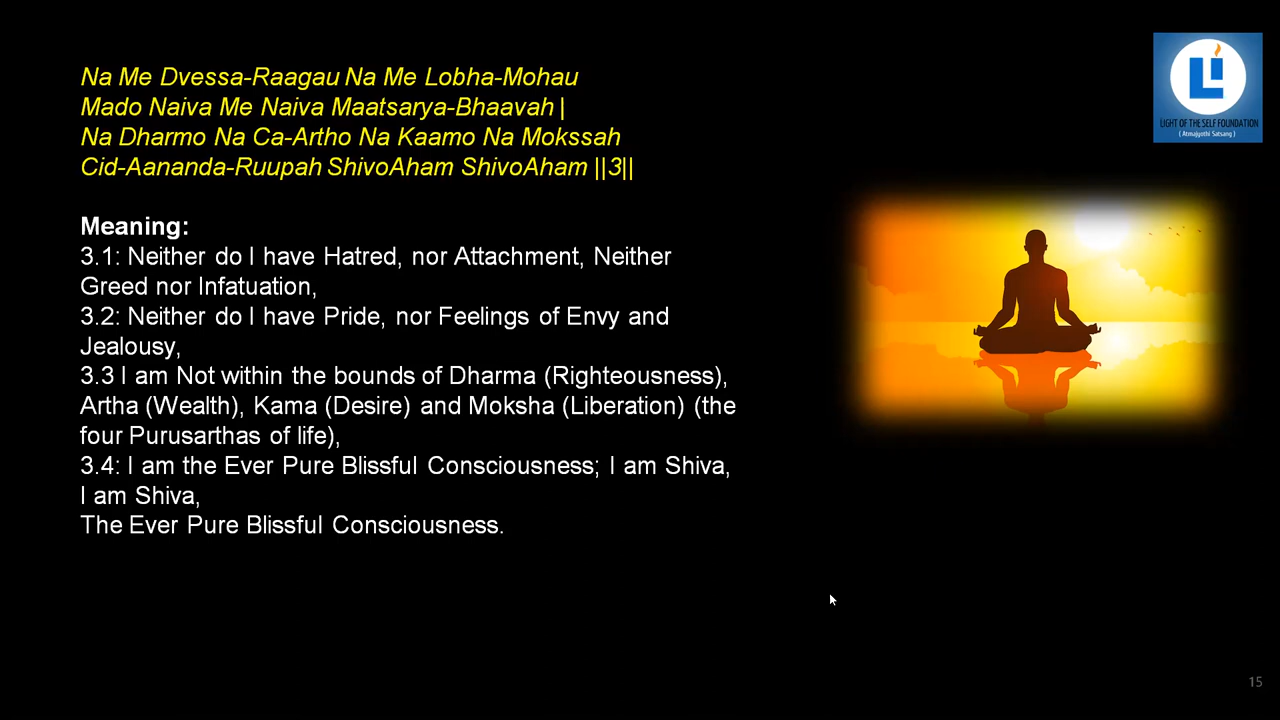 Na Me Dvessa-Raagau Na Me Lobha-Mohau
Mado Naiva Me Naiva Maatsarya-Bhaavah |
Na Dharmo Na Ca-Artho Na Kaamo Na Mokssah
Cid-Aananda-Ruupah ShivoAham ShivoAham ||3||
Meaning:
3.1: Neither do I have Hatred, nor Attachment, Neither
Greed nor Infatuation,
3.2: Neither do I have Pride, nor Feelings of Envy and
Jealousy,
3.3 I am Not within the bounds of Dharma (Righteousness),
Artha (Wealth), Kama (Desire) and Moksha (Liberation) (the
four Purusarthas of life),
3.4: I am the Ever Pure Blissful Consciousness; I am Shiva,
I am Shiva,
The Ever Pure Blissful Consciousness.
LIGHT OF THE SELF FOUNDATION
( Atmajyothi Satsang )
15